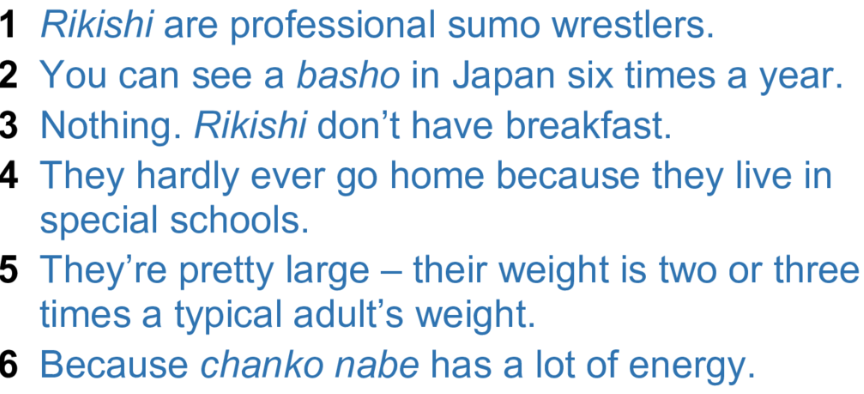 1 Rikishi are professional sumo wrestlers.
2 You can see a basho in Japan six times a year.
3 Nothing. Rikishi don’t have breakfast.
4 They hardly ever go home because they live in
special schools.
5 They’re pretty large – their weight is two or three
times a typical adult’s weight.
6 Because chanko nabe has a lot of energy.